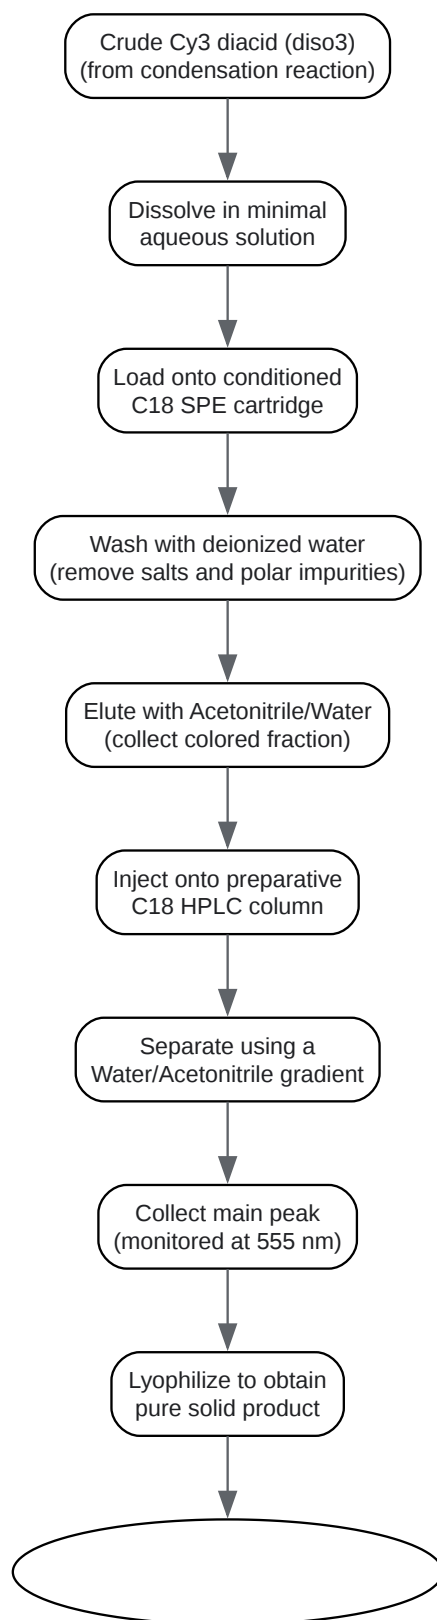 Crude Cy3 diacid (diso3)
(from condensation reaction)
Dissolve in minimal
aqueous solution
Load onto conditioned
C18 SPE cartridge
Wash with deionized water
(remove salts and polar impurities)
Elute with Acetonitrile/Water
(collect colored fraction)
Inject onto preparative
C18 HPLC column
Separate using a
Water/Acetonitrile gradient
Collect main peak
(monitored at 555 nm)
Lyophilize to obtain
pure solid product